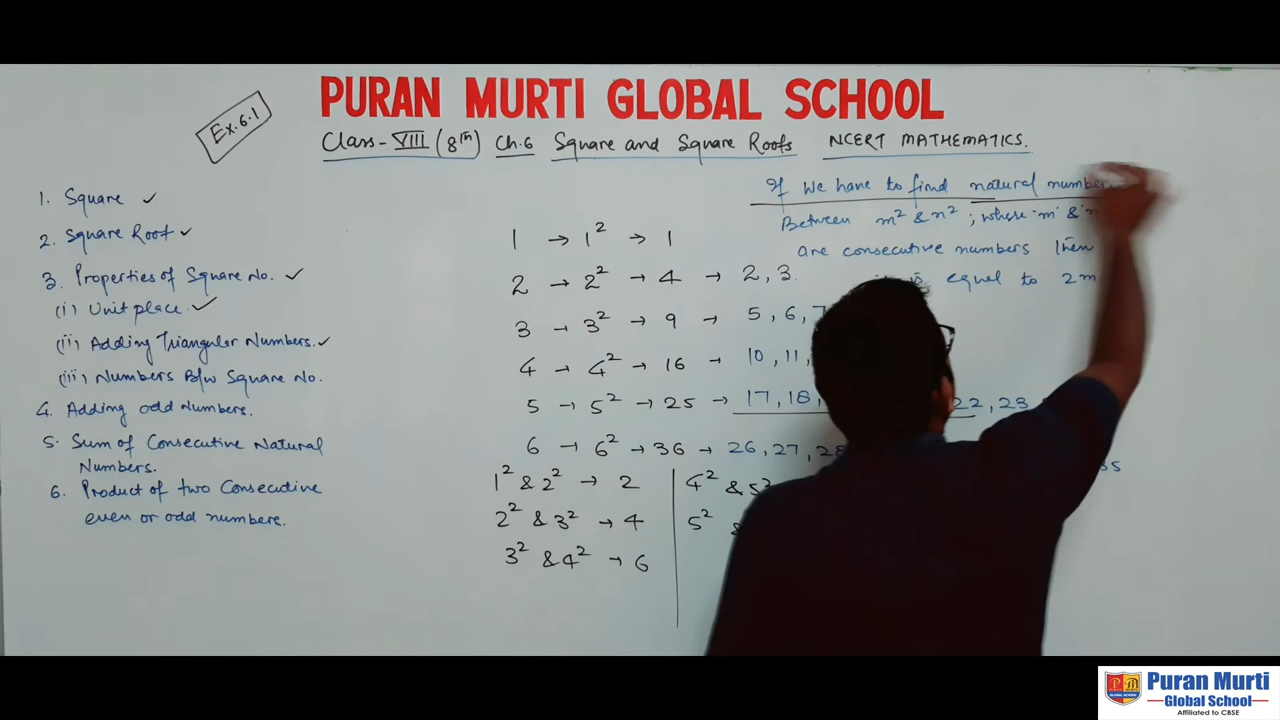 PURAN MURTI GLOBAL SCHOOL
Ex.6.1
Class-VIII (8th) Ch.6 Square and Square Roots NCERT MATHEMATICS.
1. Square ✓
2. Square Root ✓
3. Properties of Square No. ✓
(i) Unit place ✓
(ii) Adding Triangular Numbers. ✓
(iii) Numbers B/w Square No.
4. Adding odd Numbers.
5. Sum of Consecutive Natural
Numbers.
6. Product of two Consecutive
even or odd numbere.
If We have to find natural number
Between m² & n² ; where 'm' & 'n
are consecutive numbers then
is equal to 2m
1 → 1² → 1
2 → 2² → 4 → 2, 3.
3 → 3² → 9 → 5, 6, 7
4 → 4² → 16 → 10, 11,
5 → 5² → 25 → 17, 18, 22, 23
6 → 6² → 36 → 26, 27, 28
1² & 2² → 2
2² & 3² → 4
3² & 4² → 6
4² & 5²
5² &
Puran Murti
Global School
Affiliated to CBSE